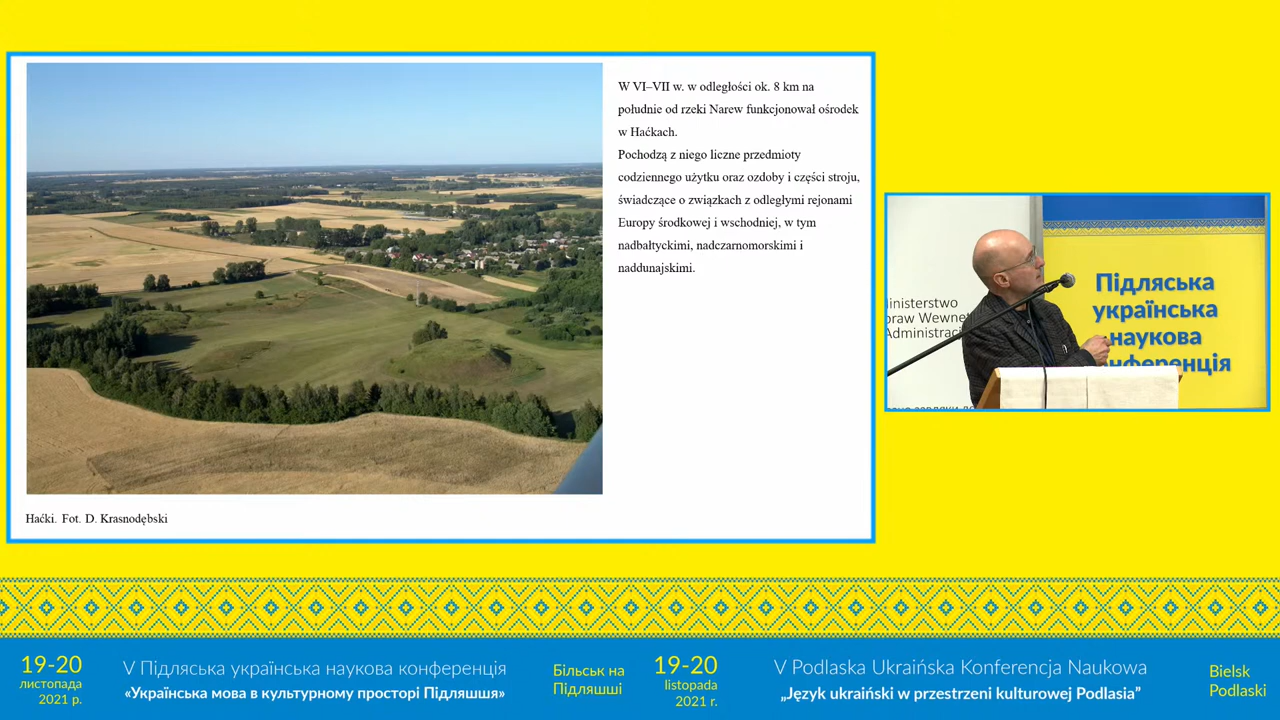 W VI–VII w. w odległości ok. 8 km na
południe od rzeki Narew funkcjonował ośrodek
w Haćkach.
Pochodzą z niego liczne przedmioty
codziennego użytku oraz ozdoby i części stroju,
świadczące o związkach z odległymi rejonami
Europy środkowej i wschodniej, w tym
nadbałtyckimi, nadczarnomorskimi i
naddunajskimi.
Haćki. Fot. D. Krasnodębski
inisterstwo
praw Wewnę
Administracj
Підляська
українська
наукова
онференція
19-20
листопада
2021 р.
V Підляська українська наукова конференція
«Українська мова в культурному просторі Підляшшя»
Більськ на
Підляшші
19-20
listopada
2021 r.
V Podlaska Ukraińska Konferencja Naukowa
„Język ukraiński w przestrzeni kulturowej Podlasia”
Bielsk
Podlaski